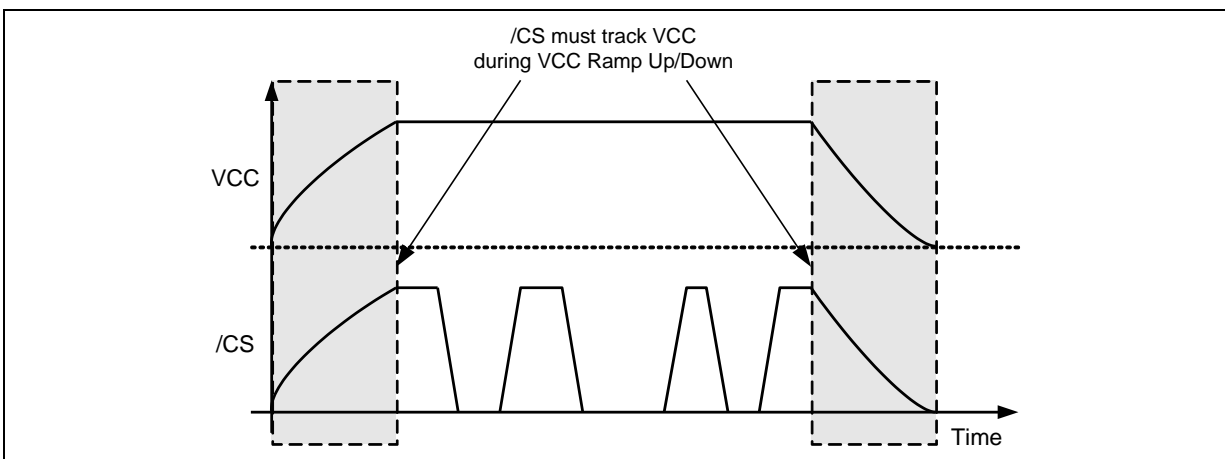 /CS must track VCC
during VCC Ramp Up/Down
VCC
/CS
Time